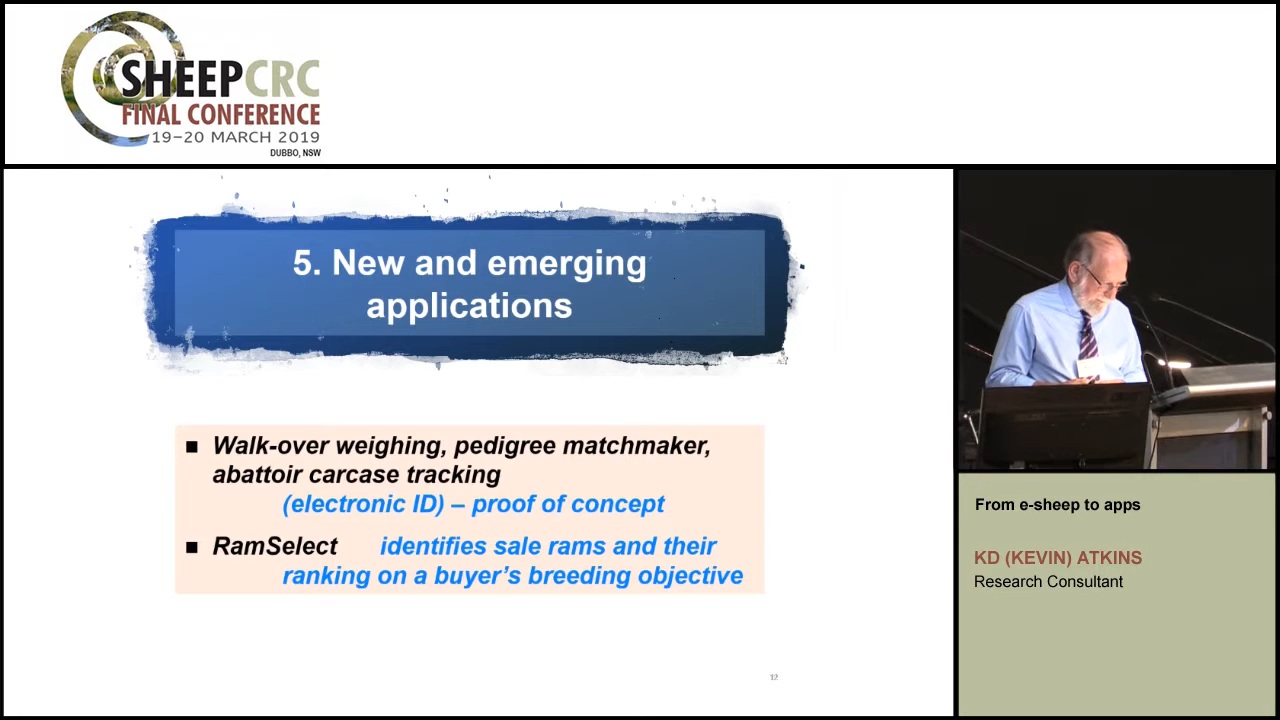 SHEEPCRC
FINAL CONFERENCE
19–20 MARCH 2019
DUBBO, NSW
5. New and emerging
applications
■ Walk-over weighing, pedigree matchmaker,
abattoir carcase tracking
(electronic ID) – proof of concept
■ RamSelect identifies sale rams and their
ranking on a buyer’s breeding objective
12
From e-sheep to apps
KD (KEVIN) ATKINS
Research Consultant